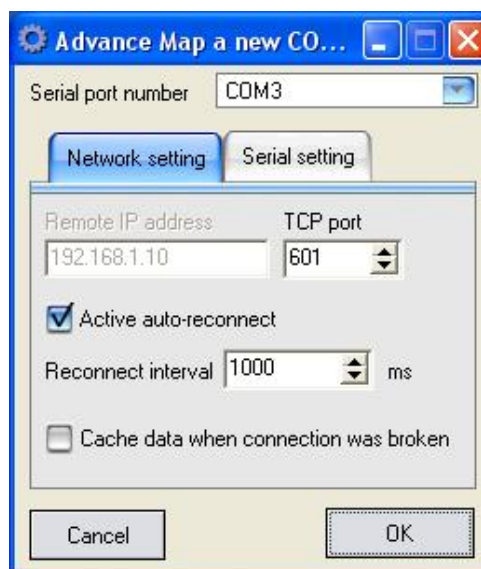 Advance Map a new CO...
Serial port number COM3
Network setting Serial setting
Remote IP address TCP port
192.168.1.10 601
Active auto-reconnect
Reconnect interval 1000 ms
Cache data when connection was broken
Cancel OK